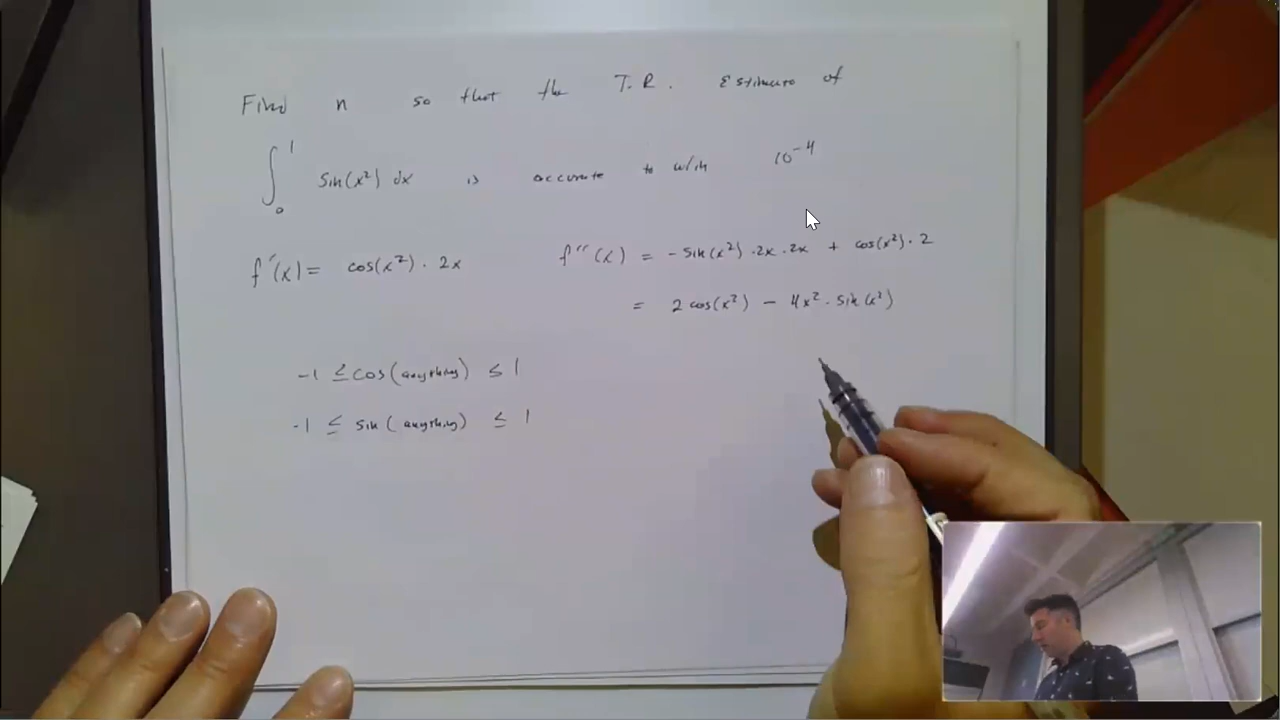 Find n so that the T.R. Estimate of
∫₀¹ sin(x²) dx is accurate to w/in 10⁻⁴
f′(x) = cos(x²) · 2x f″(x) = - sin(x²) · 2x · 2x + cos(x²) · 2
= 2 cos(x²) - 4x² · sin(x²)
-1 ≤ cos(anything) ≤ 1
-1 ≤ sin(anything) ≤ 1